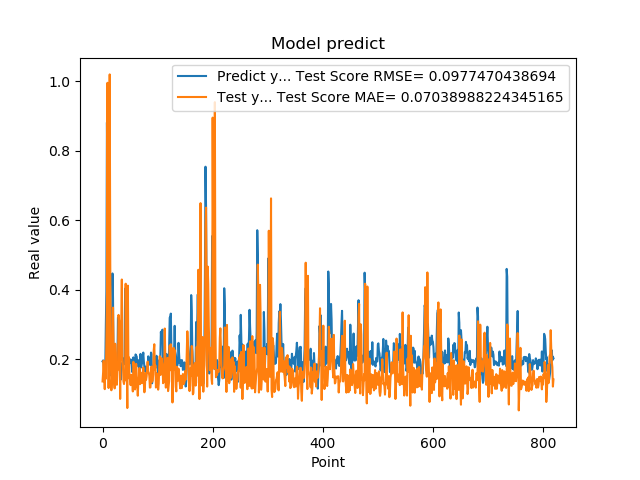 Model predict
Predict y... Test Score RMSE= 0.0977470438694
Test y... Test Score MAE= 0.07038988224345165
1.0
0.8
0.6
0.4
0.2
Real value
0
200
400
600
800
Point